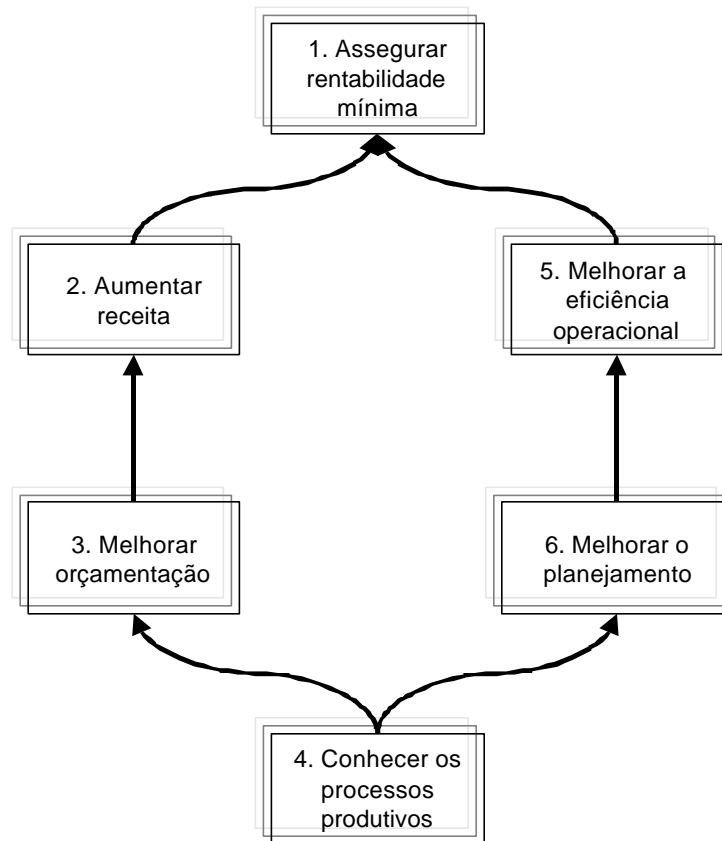 1. Assegurar
rentabilidade
mínima
2. Aumentar
receita
5. Melhorar a
eficiência
operacional
3. Melhorar
orçamentação
6. Melhorar o
planejamento
4. Conhecer os
processos
produtivos